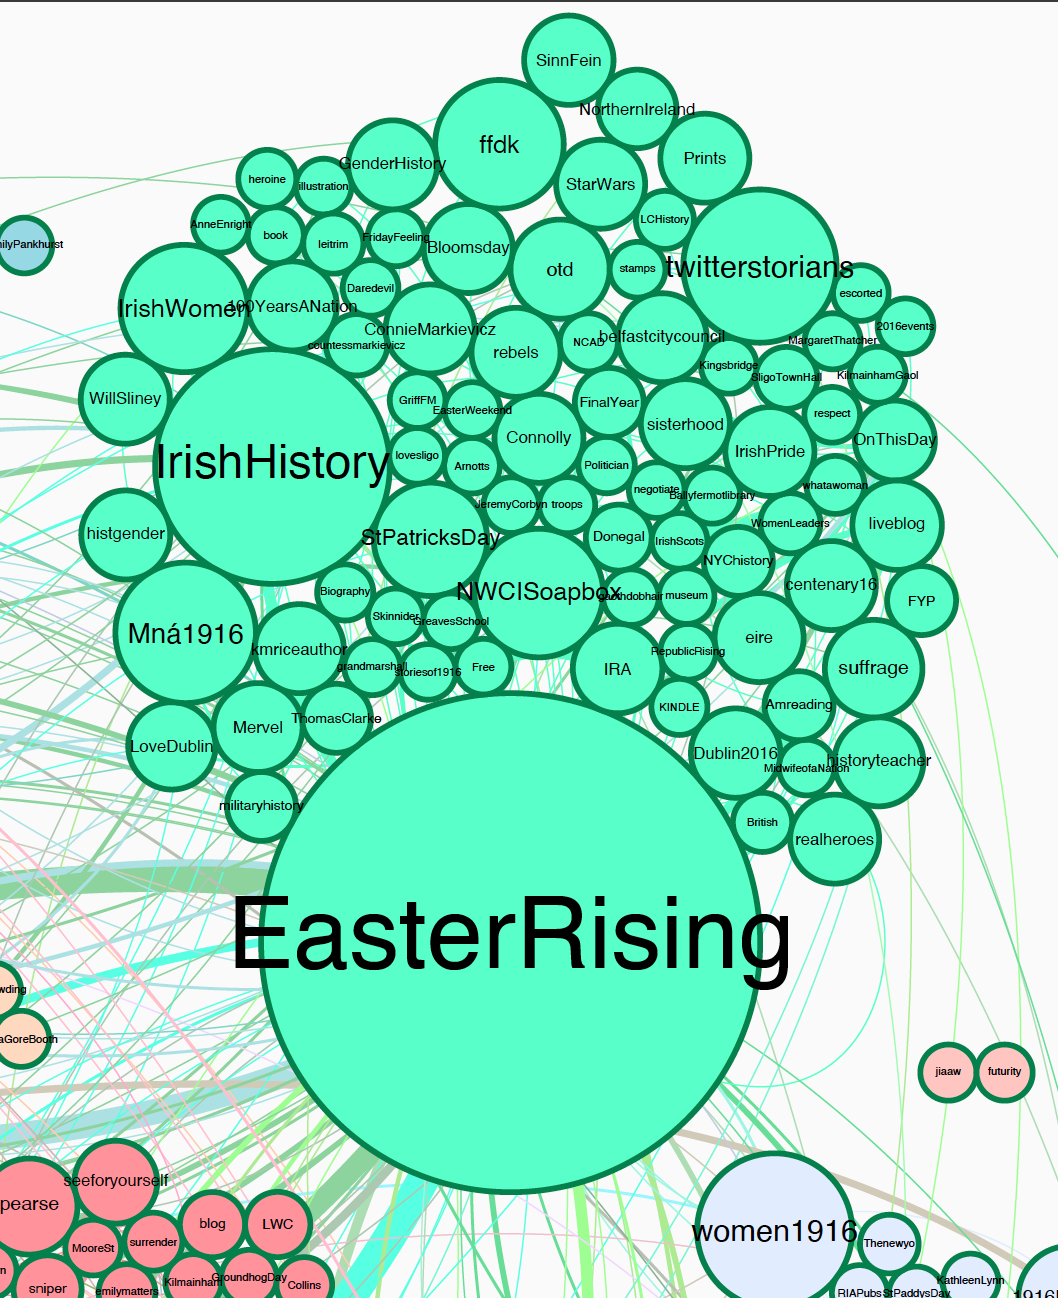 SinnFein
NorthernIreland
ffdk
Prints
GenderHistory
StarWars
heroine
illustration
LCHistory
AnneEnright
book
leitrim
FridayFeeling
Bloomsday
ilyPankhurst
otd
stamps
twitterstorians
Daredevil
escorted
IrishWomen
100YearsANation
ConnieMarkievicz
countessmarkievicz
rebels
NCAD
belfastcitycouncil
MargaretThatcher
2016events
Kingsbridge
SligoTownHall
KilmainhamGaol
WillSliney
GriffFM
EasterWeekend
FinalYear
respect
sisterhood
Connolly
IrishPride
OnThisDay
IrishHistory
lovesligo
Arnotts
Politician
negotiate
Ballyfermotlibrary
whatawoman
JeremyCorbyn
troops
histgender
StPatricksDay
Donegal
IrishScots
WomenLeaders
liveblog
NYChistory
Biography
NWCISoapbox
museum
centenary16
FYP
Skinnider
GreavesSchool
Mná1916
kmriceauthor
eire
RepublicRising
grandmarshall
storiesof1916
Free
IRA
suffrage
KINDLE
Amreading
ThomasClarke
Mervel
LoveDublin
Dublin2016
MidwifeofaNation
historyteacher
militaryhistory
British
realheroes
EasterRising
wding
aGoreBooth
jiaaw
futurity
seeforyourself
pearse
blog
LWC
women1916
MooreSt
surrender
Thenewyo
n
sniper
emilymatters
Kilmainham
GroundhogDay
Collins
RIAPubs
StPaddysDay
KathleenLynn
1916